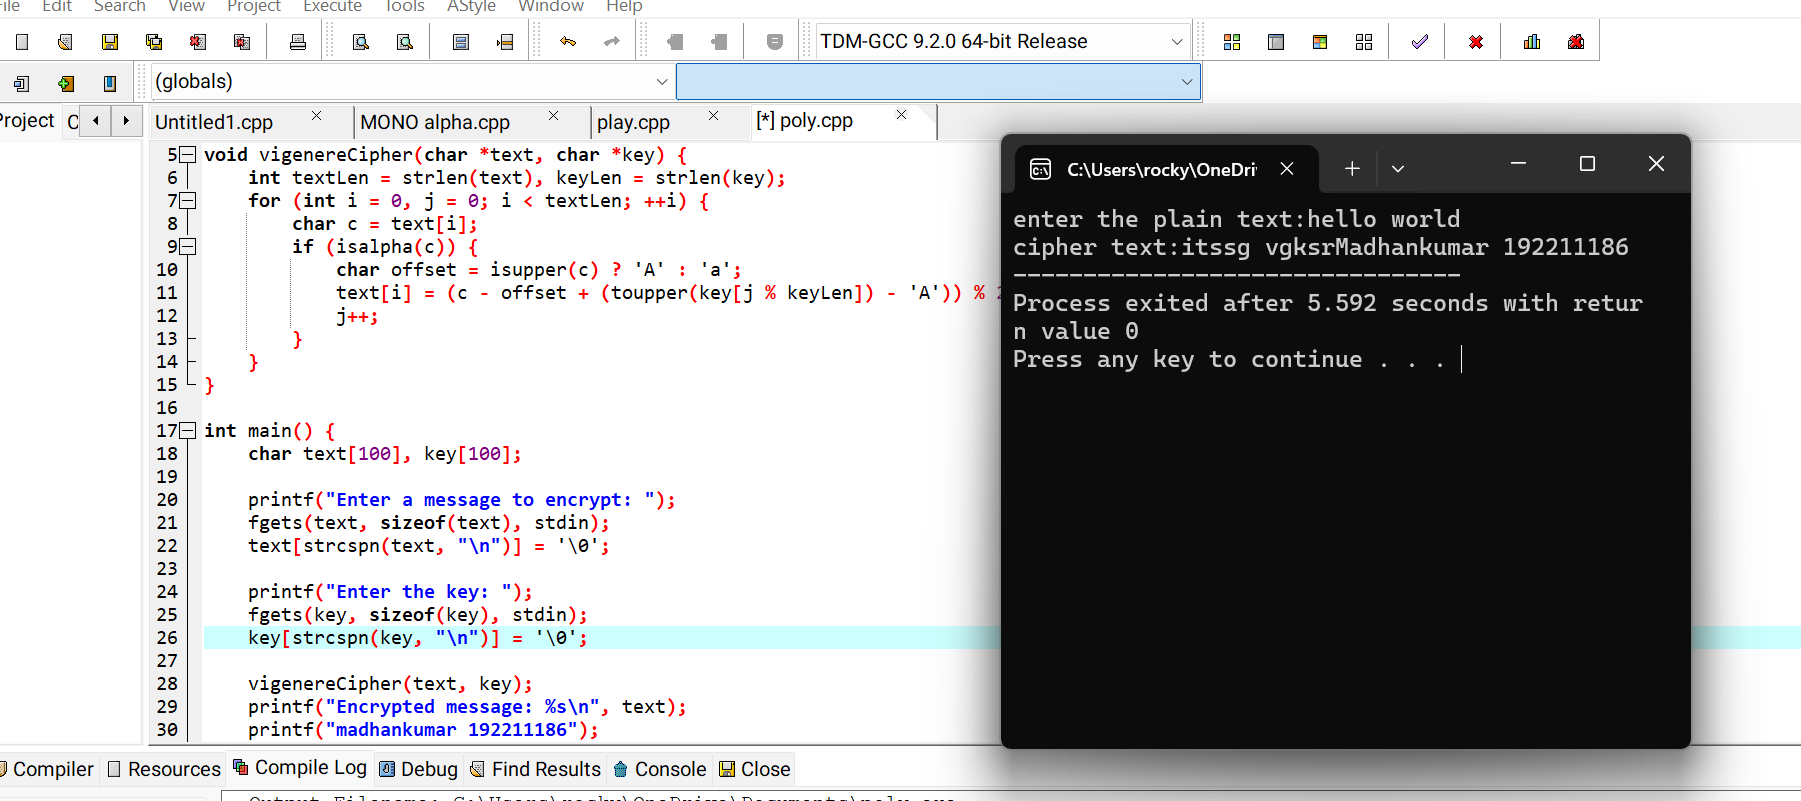 File Edit Search View Project Execute Tools AStyle Window Help
TDM-GCC 9.2.0 64-bit Release
(globals)
Project
Untitled1.cpp MONO alpha.cpp play.cpp [*] poly.cpp
5 void vigenereCipher(char *text, char *key) {
6 int textLen = strlen(text), keyLen = strlen(key);
7 for (int i = 0, j = 0; i < textLen; ++i) {
8 char c = text[i];
9 if (isalpha(c)) {
10 char offset = isupper(c) ? 'A' : 'a';
11 text[i] = (c - offset + (toupper(key[j % keyLen]) - 'A')) %
12 j++;
13 }
14 }
15 }
16
17 int main() {
18 char text[100], key[100];
19
20 printf("Enter a message to encrypt: ");
21 fgets(text, sizeof(text), stdin);
22 text[strcspn(text, "\n")] = '\0';
23
24 printf("Enter the key: ");
25 fgets(key, sizeof(key), stdin);
26 key[strcspn(key, "\n")] = '\0';
27
28 vigenereCipher(text, key);
29 printf("Encrypted message: %s\n", text);
30 printf("madhankumar 192211186");
C:\Users\rocky\OneDri
enter the plain text:hello world
cipher text:itssg vgksrMadhankumar 192211186
--------------------------------
Process exited after 5.592 seconds with retur
n value 0
Press any key to continue . . .
Compiler Resources Compile Log Debug Find Results Console Close